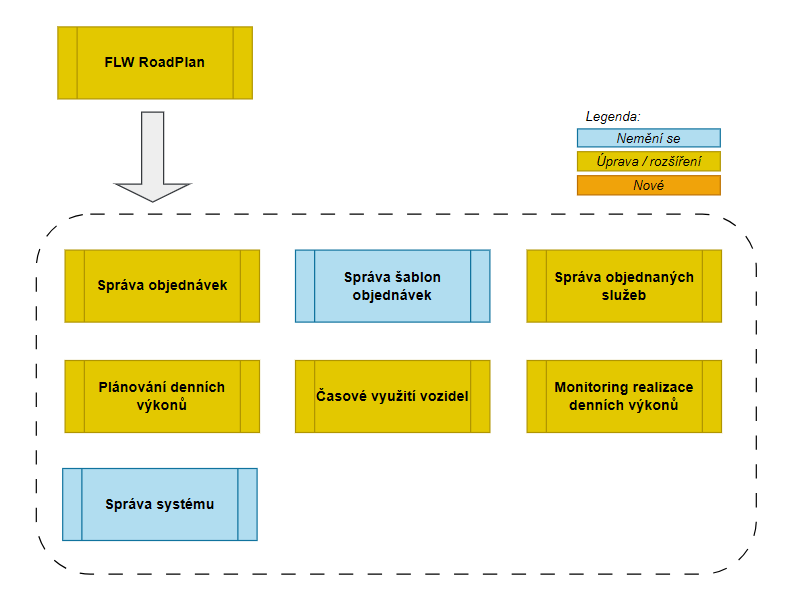 FLW RoadPlan
Legenda:
Nemění se
Úprava / rozšíření
Nové
Správa objednávek
Správa šablon
objednávek
Správa objednaných
služeb
Plánování denních
výkonů
Časové využití vozidel
Monitoring realizace
denních výkonů
Správa systému